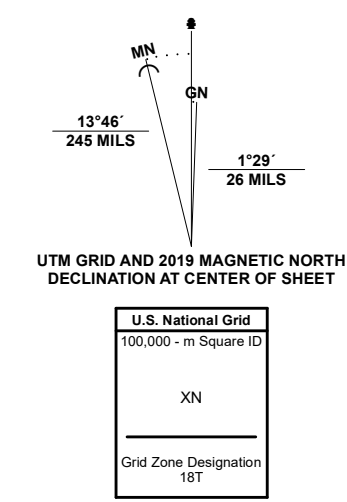 MN
GN
13°46´
245 MILS
1°29´
26 MILS
UTM GRID AND 2019 MAGNETIC NORTH
DECLINATION AT CENTER OF SHEET
U.S. National Grid
100,000 - m Square ID
XN
Grid Zone Designation
18T